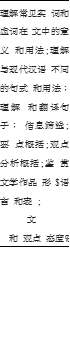 理解常见实 词和
虚词在 文中的意
义 和用法;理解
与现代汉语 不同
的句式 和用法:
理解 和翻译句
子： 信息筛选;
要 点概括;观点
分析概括;鉴 赏
文学作品 形
言 和表 ;
文
和 观点 态度